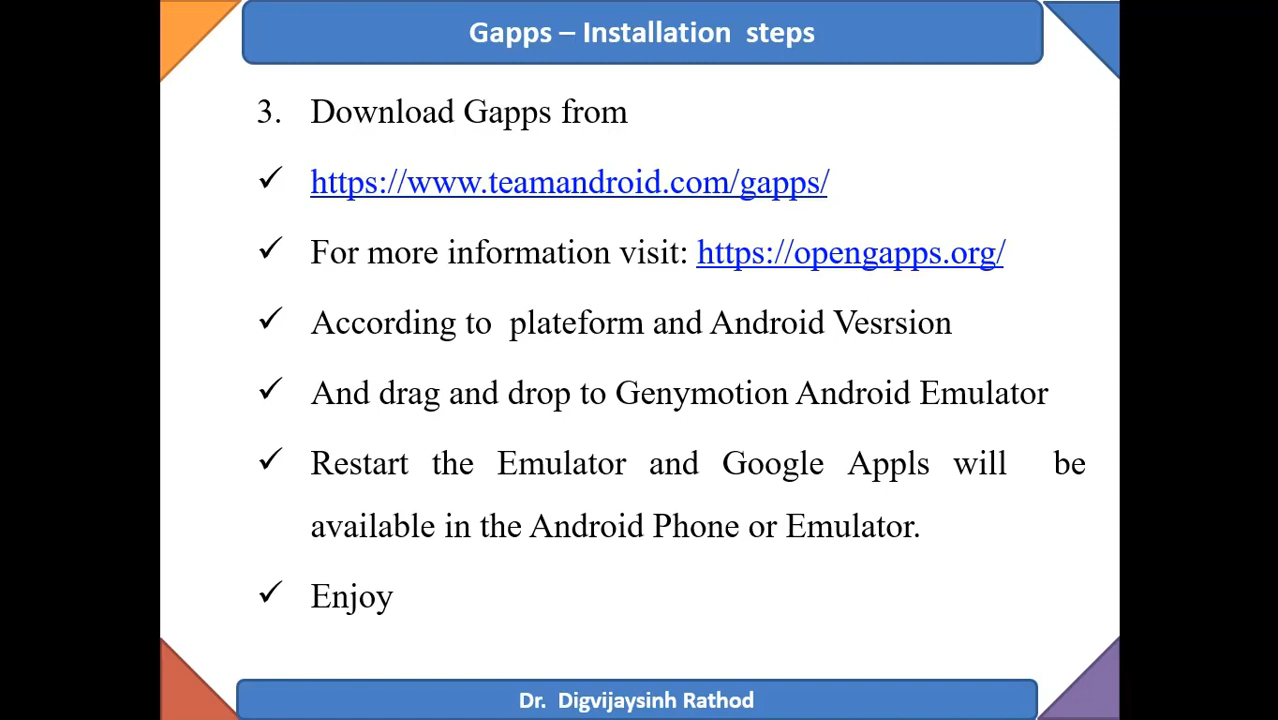 Gapps – Installation steps
3. Download Gapps from
✓ https://www.teamandroid.com/gapps/
✓ For more information visit: https://opengapps.org/
✓ According to plateform and Android Vesrsion
✓ And drag and drop to Genymotion Android Emulator
✓ Restart the Emulator and Google Appls will be
available in the Android Phone or Emulator.
✓ Enjoy
Dr. Digvijaysinh Rathod